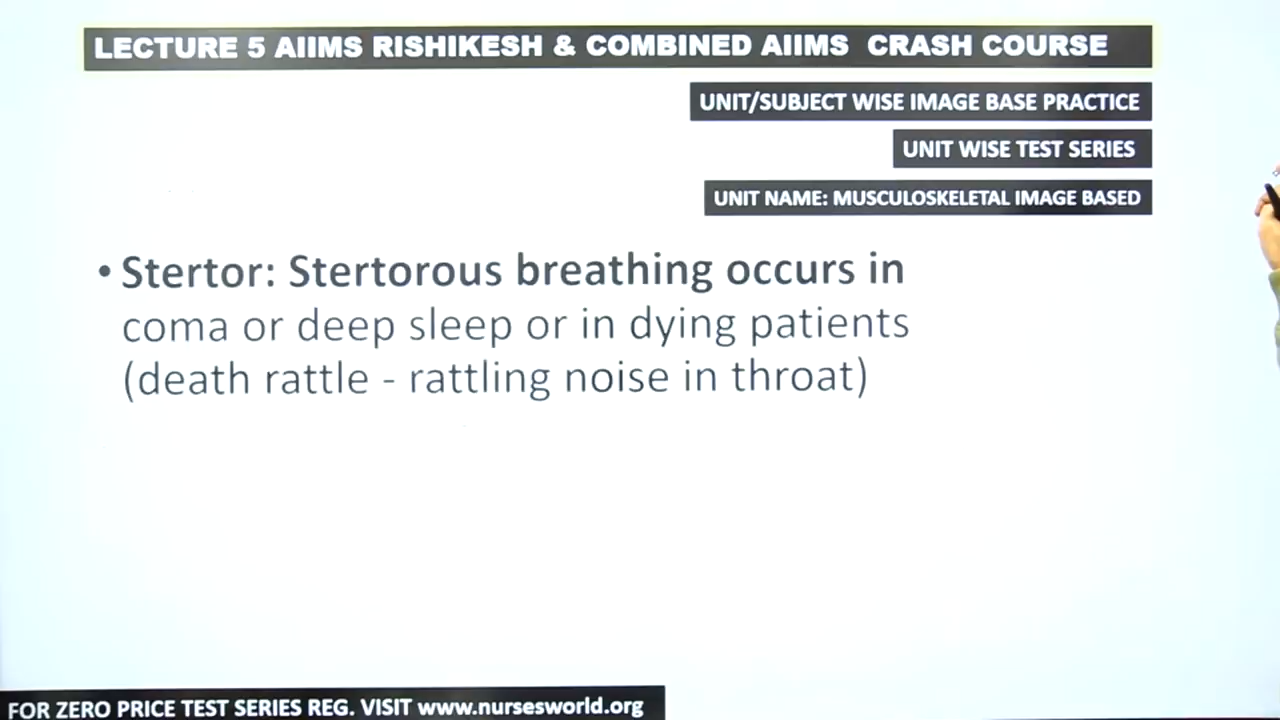 LECTURE 5 AIIMS RISHIKESH & COMBINED AIIMS CRASH COURSE
UNIT/SUBJECT WISE IMAGE BASE PRACTICE
UNIT WISE TEST SERIES
UNIT NAME: MUSCULOSKELETAL IMAGE BASED
• Stertor: Stertorous breathing occurs in
coma or deep sleep or in dying patients
(death rattle - rattling noise in throat)
FOR ZERO PRICE TEST SERIES REG. VISIT www.nursesworld.org